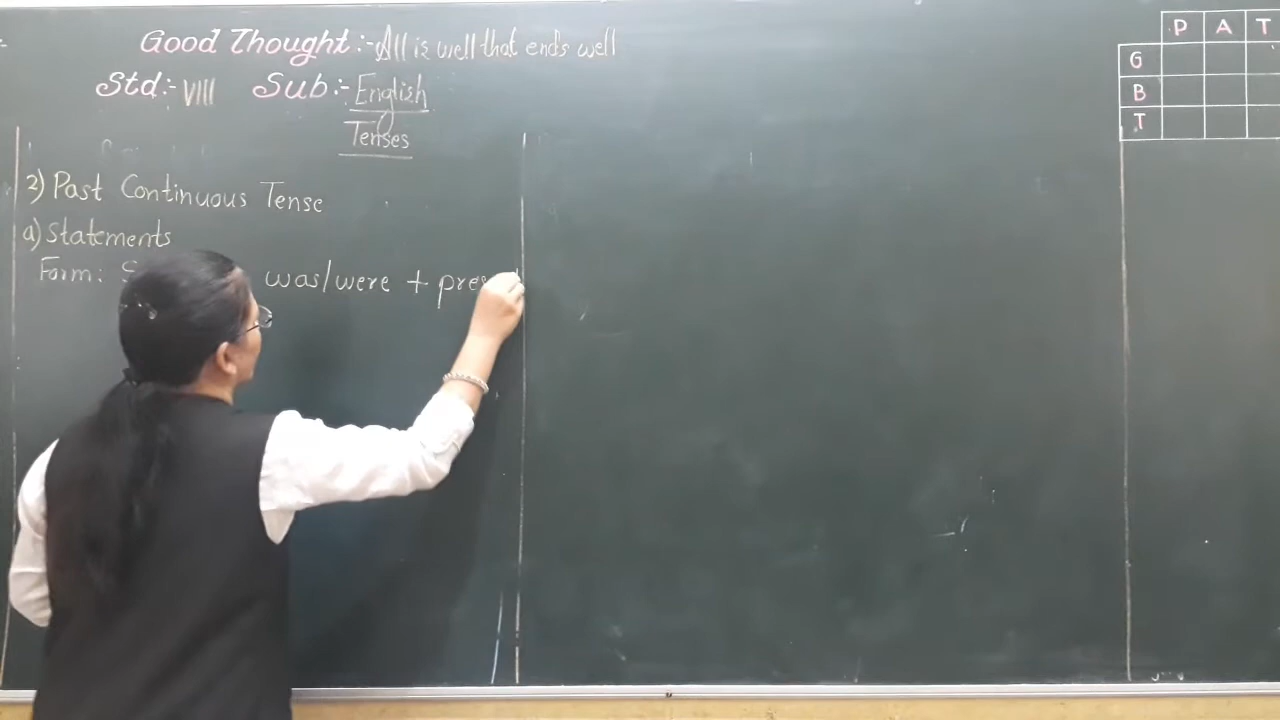 Good Thought :- All is well that ends well
Std:- VIII Sub:- English
Tenses
2) Past Continuous Tense
a) Statements
Form: was/were + pres
P A T
G
B
T